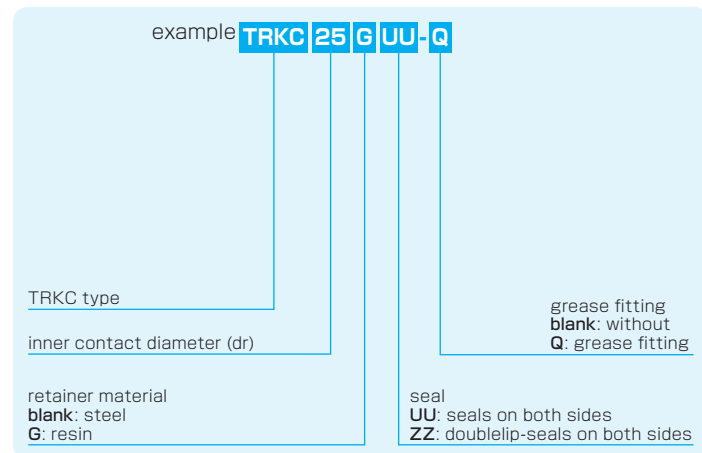 example TRKC 25 G UU-Q
TRKC type
inner contact diameter (dr)
retainer material
blank: steel
G: resin
grease fitting
blank: without
Q: grease fitting
seal
UU: seals on both sides
ZZ: doublelip-seals on both sides